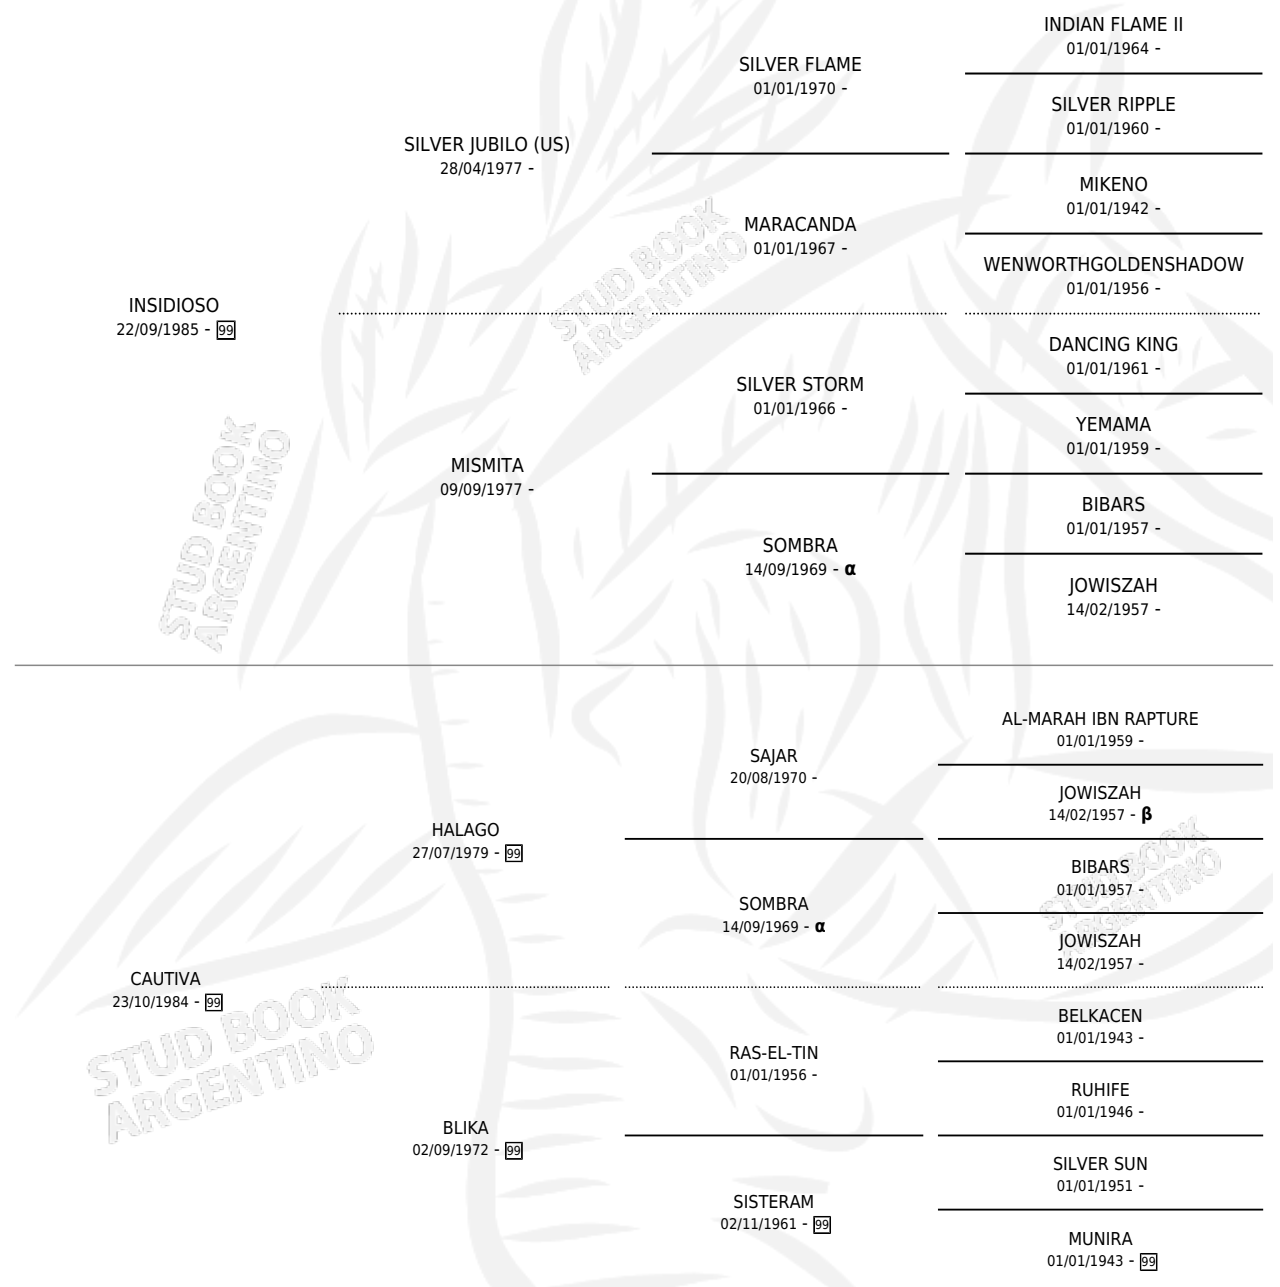 INDIAN FLAME II
01/01/1964 -
SILVER FLAME
01/01/1970 -
SILVER RIPPLE
01/01/1960 -
SILVER JUBILO (US)
28/04/1977 -
MIKENO
01/01/1942 -
MARACANDA
01/01/1967 -
WENWORTHGOLDENSHADOW
01/01/1956 -
INSIDIOSO
22/09/1985 - 99
DANCING KING
01/01/1961 -
SILVER STORM
01/01/1966 -
YEMAMA
01/01/1959 -
MISMITA
09/09/1977 -
BIBARS
01/01/1957 -
SOMBRA
14/09/1969 - α
JOWISZAH
14/02/1957 -
AL-MARAH IBN RAPTURE
01/01/1959 -
SAJAR
20/08/1970 -
JOWISZAH
14/02/1957 - β
HALAGO
27/07/1979 - 99
BIBARS
01/01/1957 -
SOMBRA
14/09/1969 - α
JOWISZAH
14/02/1957 -
CAUTIVA
23/10/1984 - 99
BELKACEN
01/01/1943 -
RAS-EL-TIN
01/01/1956 -
RUHIFE
01/01/1946 -
BLIKA
02/09/1972 - 99
SILVER SUN
01/01/1951 -
SISTERAM
02/11/1961 - 99
MUNIRA
01/01/1943 - 99
STUD BOOK
ARGENTINO
STUD BOOK
ARGENTINO
STUD BOOK
ARGENTINO
STUD BOOK
ARGENTINO